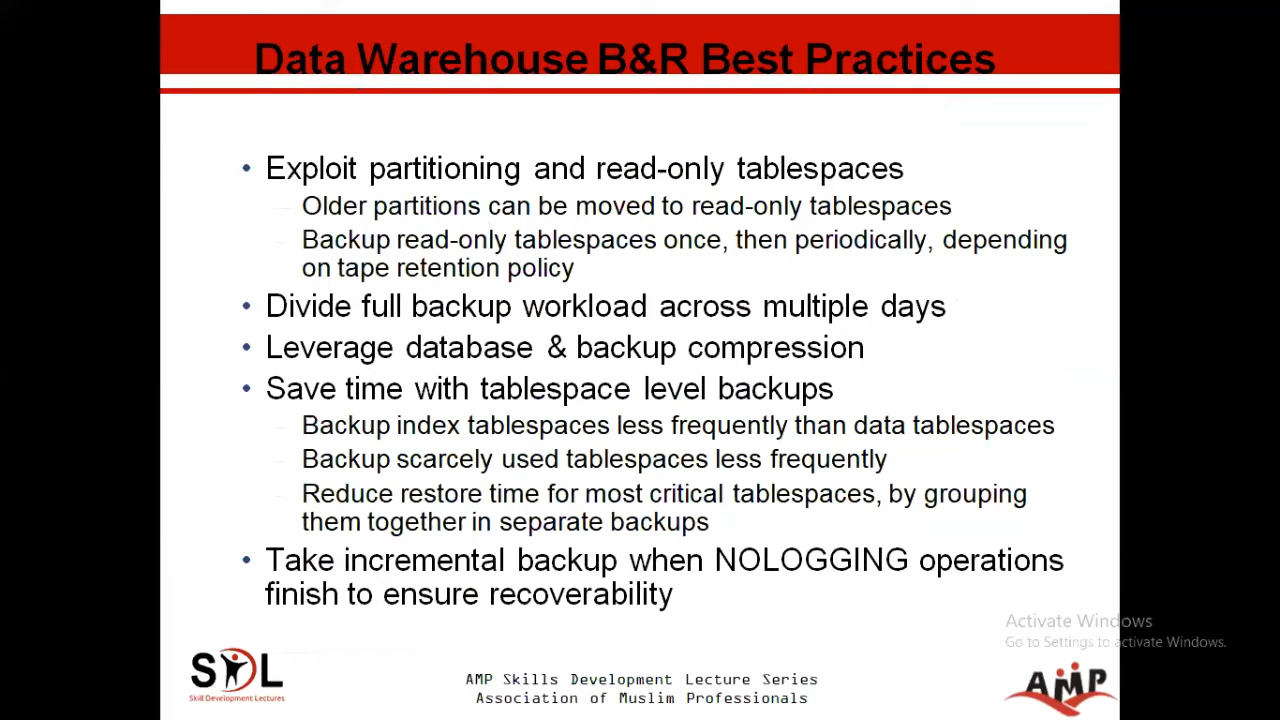 Data Warehouse B&R Best Practices
• Exploit partitioning and read-only tablespaces
– Older partitions can be moved to read-only tablespaces
– Backup read-only tablespaces once, then periodically, depending
on tape retention policy
• Divide full backup workload across multiple days
• Leverage database & backup compression
• Save time with tablespace level backups
– Backup index tablespaces less frequently than data tablespaces
– Backup scarcely used tablespaces less frequently
– Reduce restore time for most critical tablespaces, by grouping
them together in separate backups
• Take incremental backup when NOLOGGING operations
finish to ensure recoverability
Activate Windows
Go to Settings to activate Windows.
SDL
Skill Development Lectures
AMP Skills Development Lecture Series
Association of Muslim Professionals
AMP